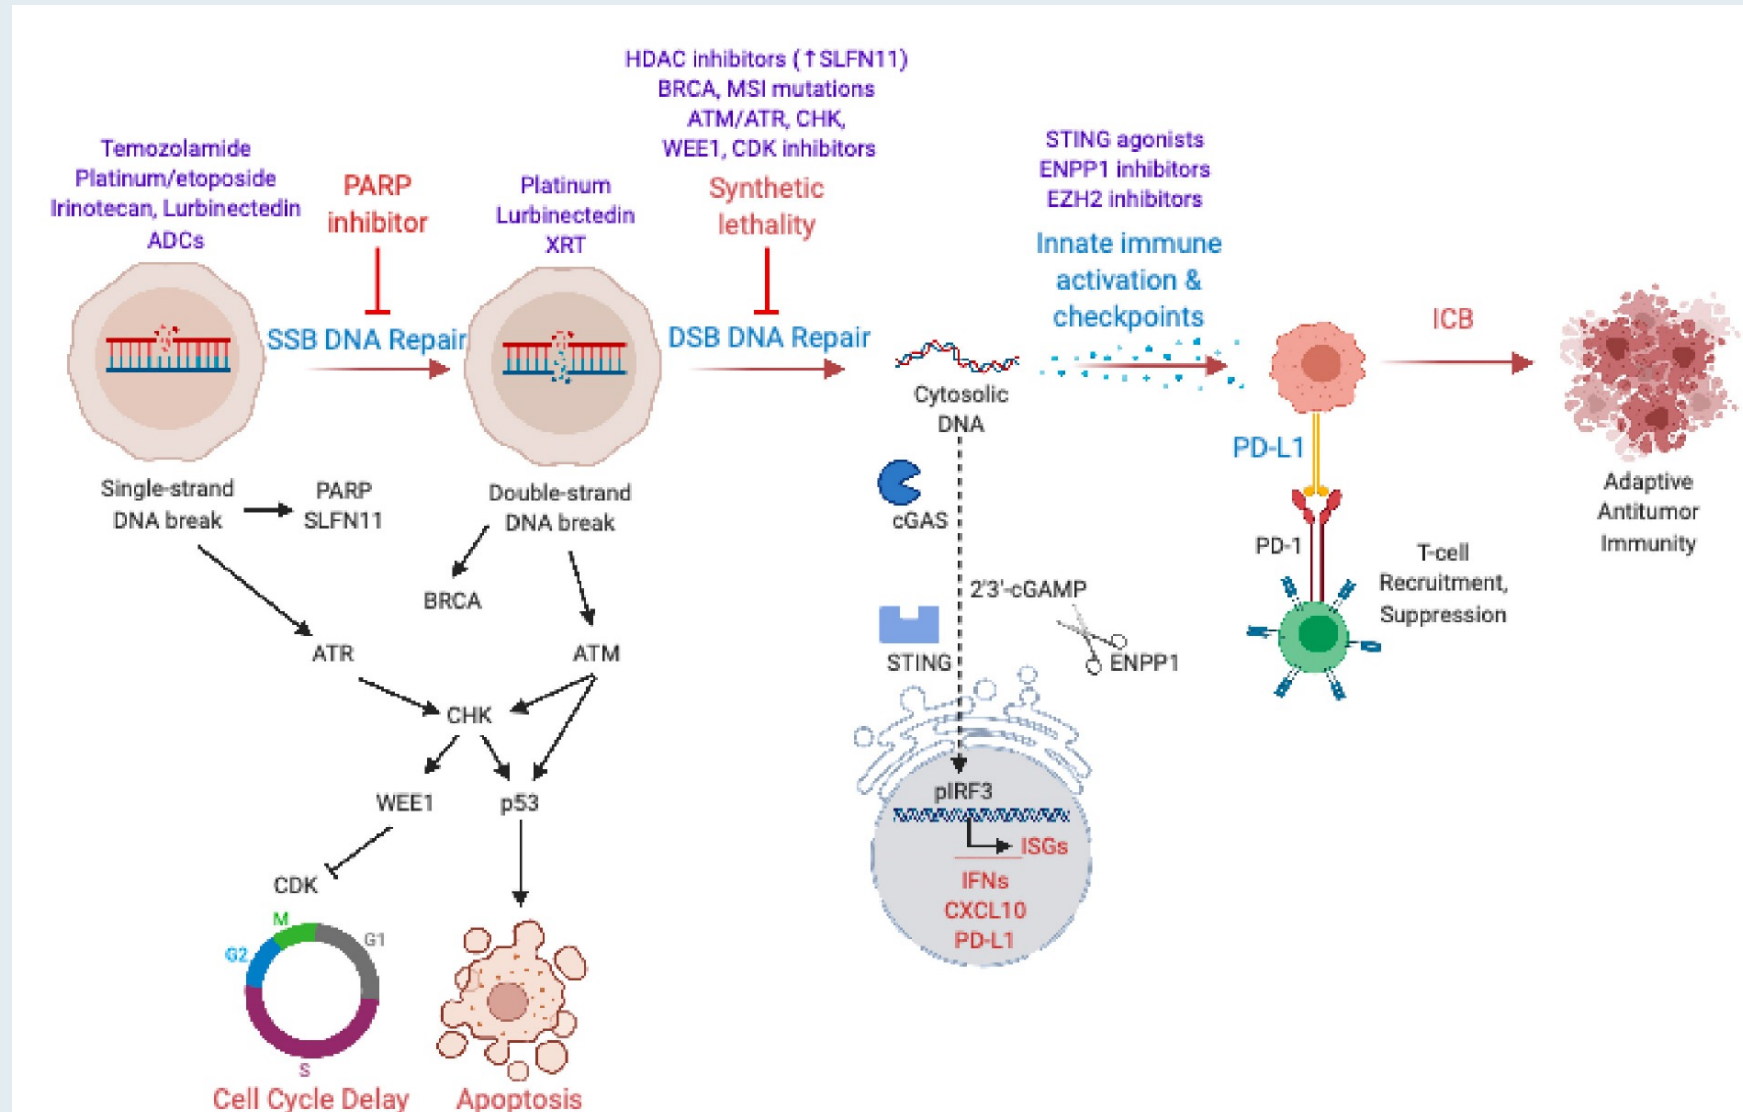 HDAC inhibitors (↑SLFN11)
BRCA, MSI mutations
ATM/ATR, CHK,
WEE1, CDK inhibitors
Synthetic
lethality
Temozolamide
Platinum/etoposide
Irinotecan, Lurbinectedin
ADCs
PARP
inhibitor
Platinum
Lurbinectedin
XRT
STING agonists
ENPP1 inhibitors
EZH2 inhibitors
Innate immune
activation &
checkpoints
SSB DNA Repair
DSB DNA Repair
ICB
Cytosolic
DNA
PD-L1
Single-strand
DNA break
PARP
SLFN11
Double-strand
DNA break
cGAS
PD-1
T-cell
Recruitment,
Suppression
Adaptive
Antitumor
Immunity
BRCA
2'3'-cGAMP
ATR
ATM
STING
ENPP1
CHK
WEE1
p53
pIRF3
ISGs
IFNs
CXCL10
PD-L1
CDK
M
G1
G2
S
Cell Cycle Delay
Apoptosis